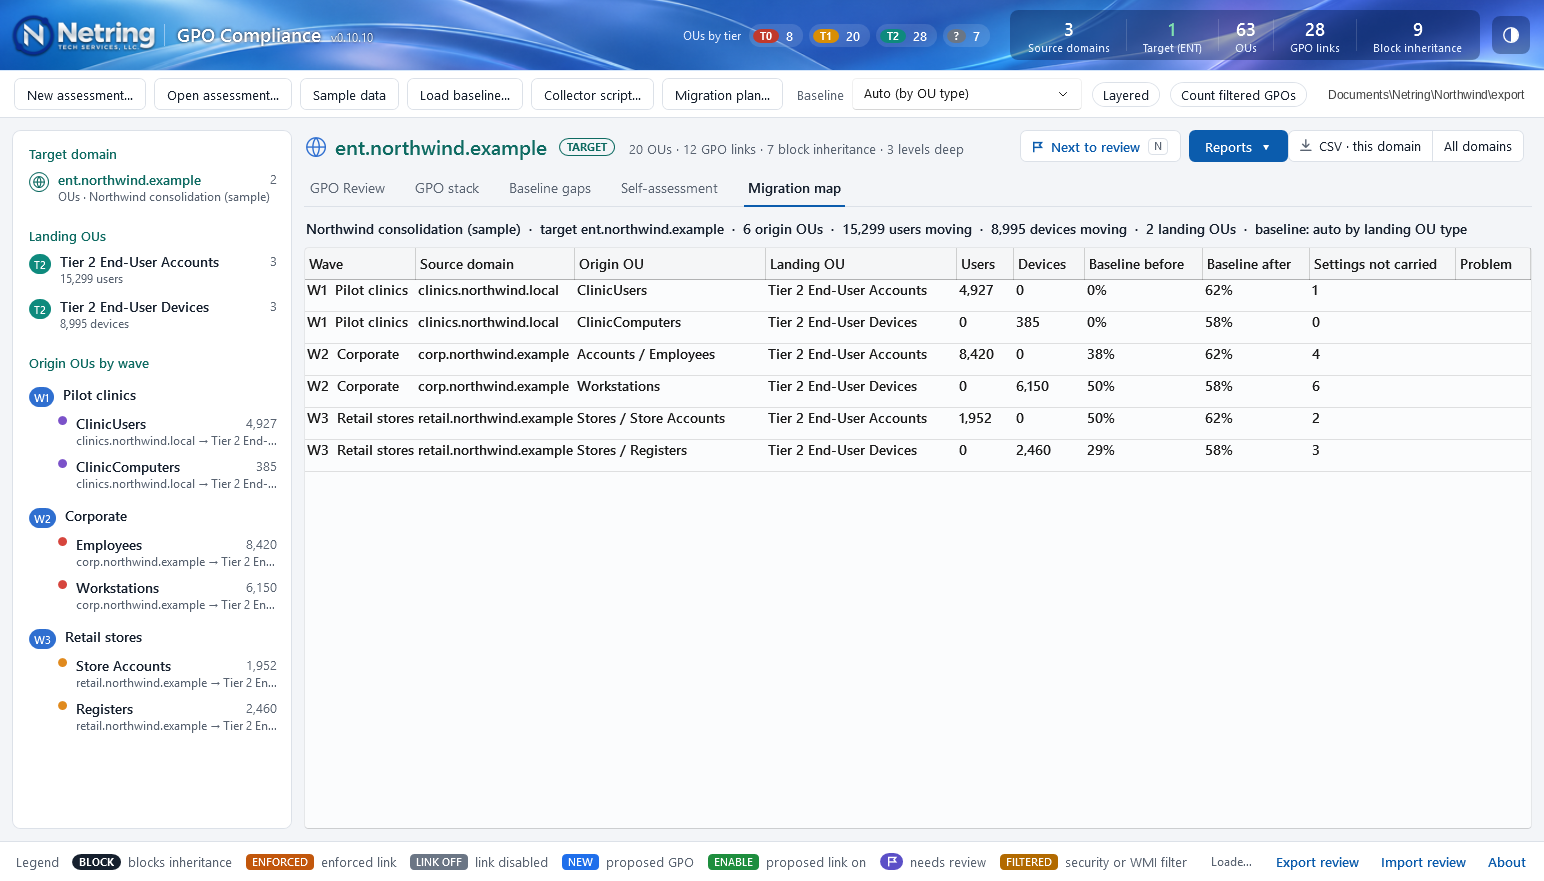 Netring
TECH SERVICES, LLC.
GPO Compliance v0.10.10
OUs by tier T0 8 T1 20 T2 28 ? 7
3 Source domains
1 Target (ENT)
63 OUs
28 GPO links
9 Block inheritance
New assessment... Open assessment... Sample data Load baseline... Collector script... Migration plan... Baseline Auto (by OU type) Layered Count filtered GPOs Documents\Netring\Northwind\export
Target domain
ent.northwind.example 2
OUs · Northwind consolidation (sample)
Landing OUs
T2 Tier 2 End-User Accounts 3
15,299 users
T2 Tier 2 End-User Devices 3
8,995 devices
Origin OUs by wave
W1 Pilot clinics
ClinicUsers 4,927
clinics.northwind.local → Tier 2 End-...
ClinicComputers 385
clinics.northwind.local → Tier 2 End-...
W2 Corporate
Employees 8,420
corp.northwind.example → Tier 2 En...
Workstations 6,150
corp.northwind.example → Tier 2 En...
W3 Retail stores
Store Accounts 1,952
retail.northwind.example → Tier 2 En...
Registers 2,460
retail.northwind.example → Tier 2 En...
ent.northwind.example TARGET 20 OUs · 12 GPO links · 7 block inheritance · 3 levels deep
Next to review N Reports ▼ CSV · this domain All domains
GPO Review GPO stack Baseline gaps Self-assessment Migration map
Northwind consolidation (sample) · target ent.northwind.example · 6 origin OUs · 15,299 users moving · 8,995 devices moving · 2 landing OUs · baseline: auto by landing OU type
Wave Source domain Origin OU Landing OU Users Devices Baseline before Baseline after Settings not carried Problem
W1 Pilot clinics clinics.northwind.local ClinicUsers Tier 2 End-User Accounts 4,927 0 0% 62% 1
W1 Pilot clinics clinics.northwind.local ClinicComputers Tier 2 End-User Devices 0 385 0% 58% 0
W2 Corporate corp.northwind.example Accounts / Employees Tier 2 End-User Accounts 8,420 0 38% 62% 4
W2 Corporate corp.northwind.example Workstations Tier 2 End-User Devices 0 6,150 50% 58% 6
W3 Retail stores retail.northwind.example Stores / Store Accounts Tier 2 End-User Accounts 1,952 0 50% 62% 2
W3 Retail stores retail.northwind.example Stores / Registers Tier 2 End-User Devices 0 2,460 29% 58% 3
Legend BLOCK blocks inheritance ENFORCED enforced link LINK OFF link disabled NEW proposed GPO ENABLE proposed link on needs review FILTERED security or WMI filter Loade... Export review Import review About